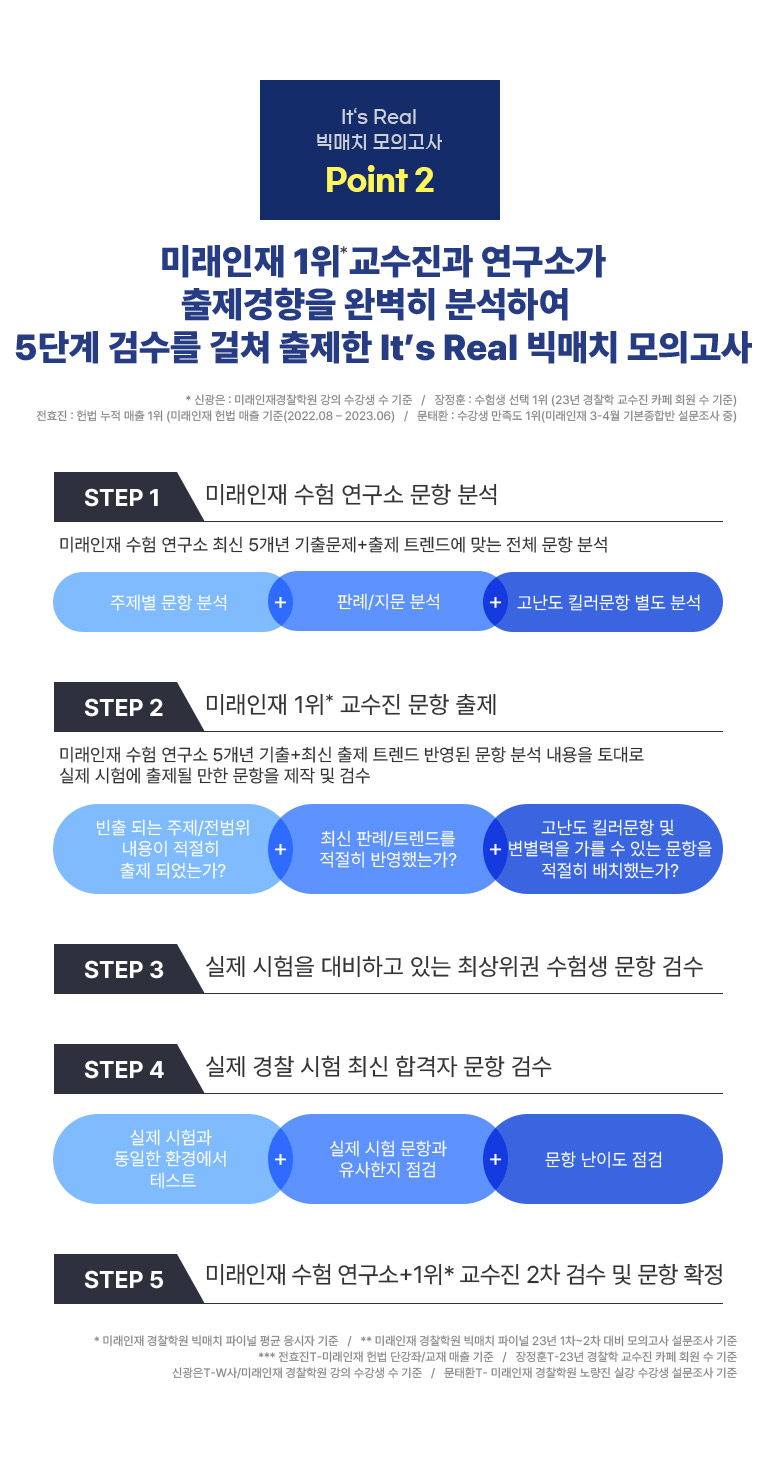 It‘s Real
빅매치 모의고사
Point 2
미래인재 1위* 교수진과 연구소가
출제경향을 완벽히 분석하여
5단계 검수를 걸쳐 출제한 It’s Real 빅매치 모의고사
* 신광은 : 미래인재경찰학원 강의 수강생 수 기준 / 장정훈 : 수험생 선택 1위 (23년 경찰학 교수진 카페 회원 수 기준)
전효진 : 헌법 누적 매출 1위 (미래인재 헌법 매출 기준(2022.08 – 2023.06) / 문태환 : 수강생 만족도 1위(미래인재 3-4월 기본종합반 설문조사 중)
STEP 1 미래인재 수험 연구소 문항 분석
미래인재 수험 연구소 최신 5개년 기출문제+출제 트렌드에 맞는 전체 문항 분석
주제별 문항 분석 + 판례/지문 분석 + 고난도 킬러문항 별도 분석
STEP 2 미래인재 1위* 교수진 문항 출제
미래인재 수험 연구소 5개년 기출+최신 출제 트렌드 반영된 문항 분석 내용을 토대로
실제 시험에 출제될 만한 문항을 제작 및 검수
빈출 되는 주제/전범위
내용이 적절히
출제 되었는가?
+
최신 판례/트렌드를
적절히 반영했는가?
+
고난도 킬러문항 및
변별력을 가를 수 있는 문항을
적절히 배치했는가?
STEP 3 실제 시험을 대비하고 있는 최상위권 수험생 문항 검수
STEP 4 실제 경찰 시험 최신 합격자 문항 검수
실제 시험과
동일한 환경에서
테스트
+
실제 시험 문항과
유사한지 점검
+
문항 난이도 점검
STEP 5 미래인재 수험 연구소+1위* 교수진 2차 검수 및 문항 확정
* 미래인재 경찰학원 빅매치 파이널 평균 응시자 기준 / ** 미래인재 경찰학원 빅매치 파이널 23년 1차~2차 대비 모의고사 설문조사 기준
*** 전효진T-미래인재 헌법 단강좌/교재 매출 기준 / 장정훈T-23년 경찰학 교수진 카페 회원 수 기준
신광은T-W사/미래인재 경찰학원 강의 수강생 수 기준 / 문태환T- 미래인재 경찰학원 노량진 실강 수강생 설문조사 기준